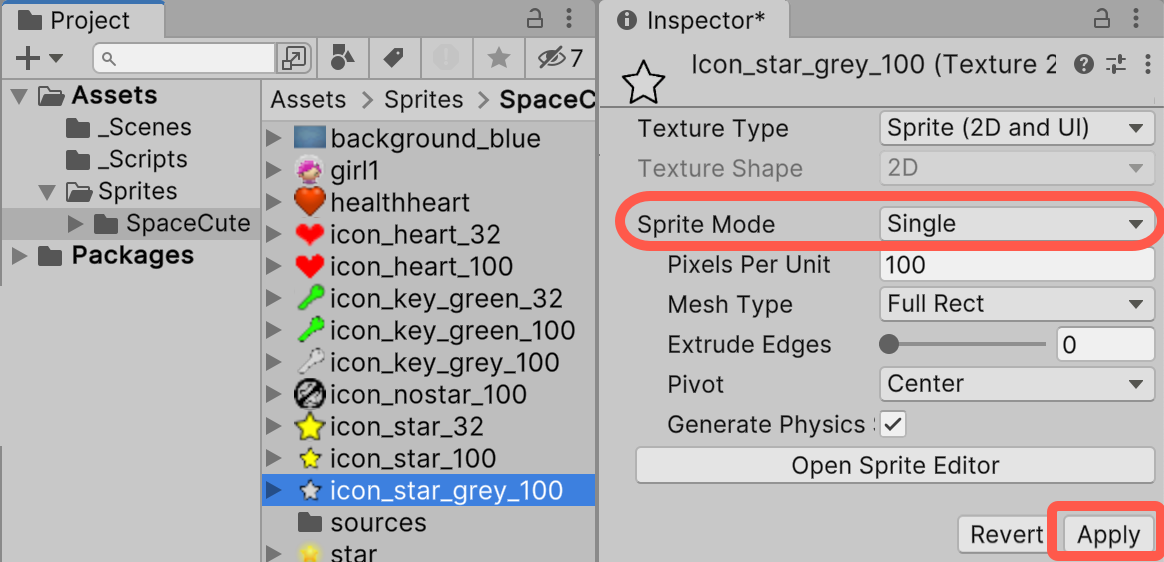 Project
7
Assets
_Scenes
_Scripts
Sprites
SpaceCute
Packages
Assets > Sprites > SpaceC
background_blue
girl1
healthheart
icon_heart_32
icon_heart_100
icon_key_green_32
icon_key_green_100
icon_key_grey_100
icon_nostar_100
icon_star_32
icon_star_100
icon_star_grey_100
sources
star
Inspector*
Icon_star_grey_100 (Texture 2
Texture Type Sprite (2D and UI)
Texture Shape 2D
Sprite Mode Single
Pixels Per Unit 100
Mesh Type Full Rect
Extrude Edges 0
Pivot Center
Generate Physics
Open Sprite Editor
Revert Apply